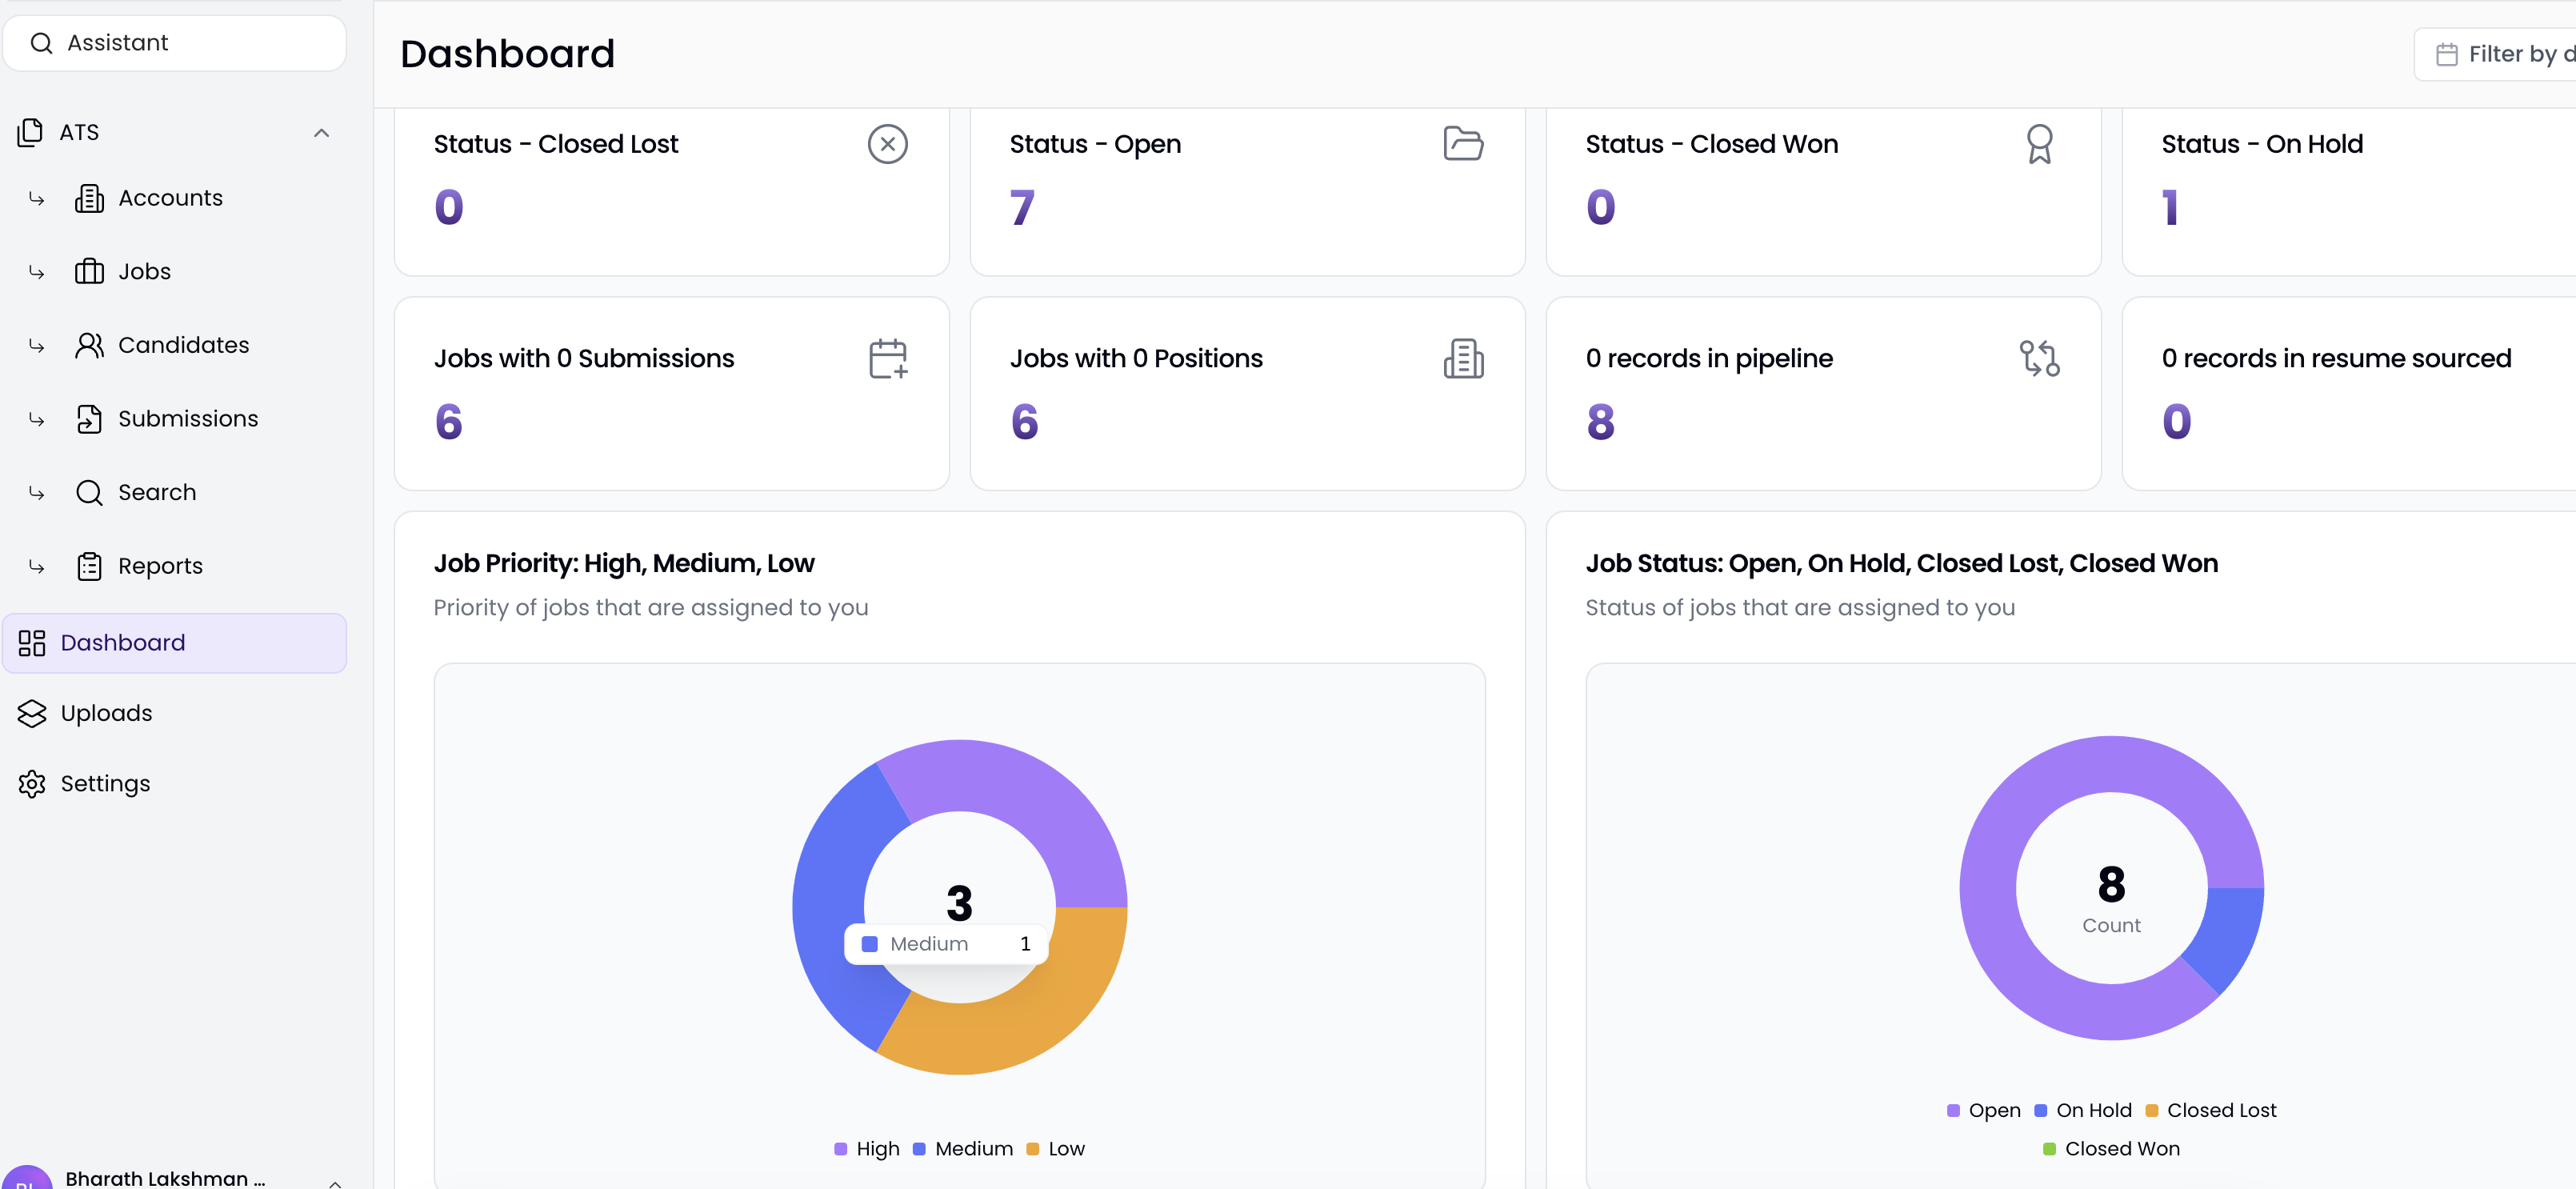 Assistant
ATS
Accounts
Jobs
Candidates
Submissions
Search
Reports
Dashboard
Uploads
Settings
Bharath Lakshman ...
Dashboard
Filter by d
Status - Closed Lost
0
Status - Open
7
Status - Closed Won
0
Status - On Hold
1
Jobs with 0 Submissions
6
Jobs with 0 Positions
6
0 records in pipeline
8
0 records in resume sourced
0
Job Priority: High, Medium, Low
Priority of jobs that are assigned to you
3
Medium 1
High Medium Low
Job Status: Open, On Hold, Closed Lost, Closed Won
Status of jobs that are assigned to you
8
Count
Open On Hold Closed Lost
Closed Won